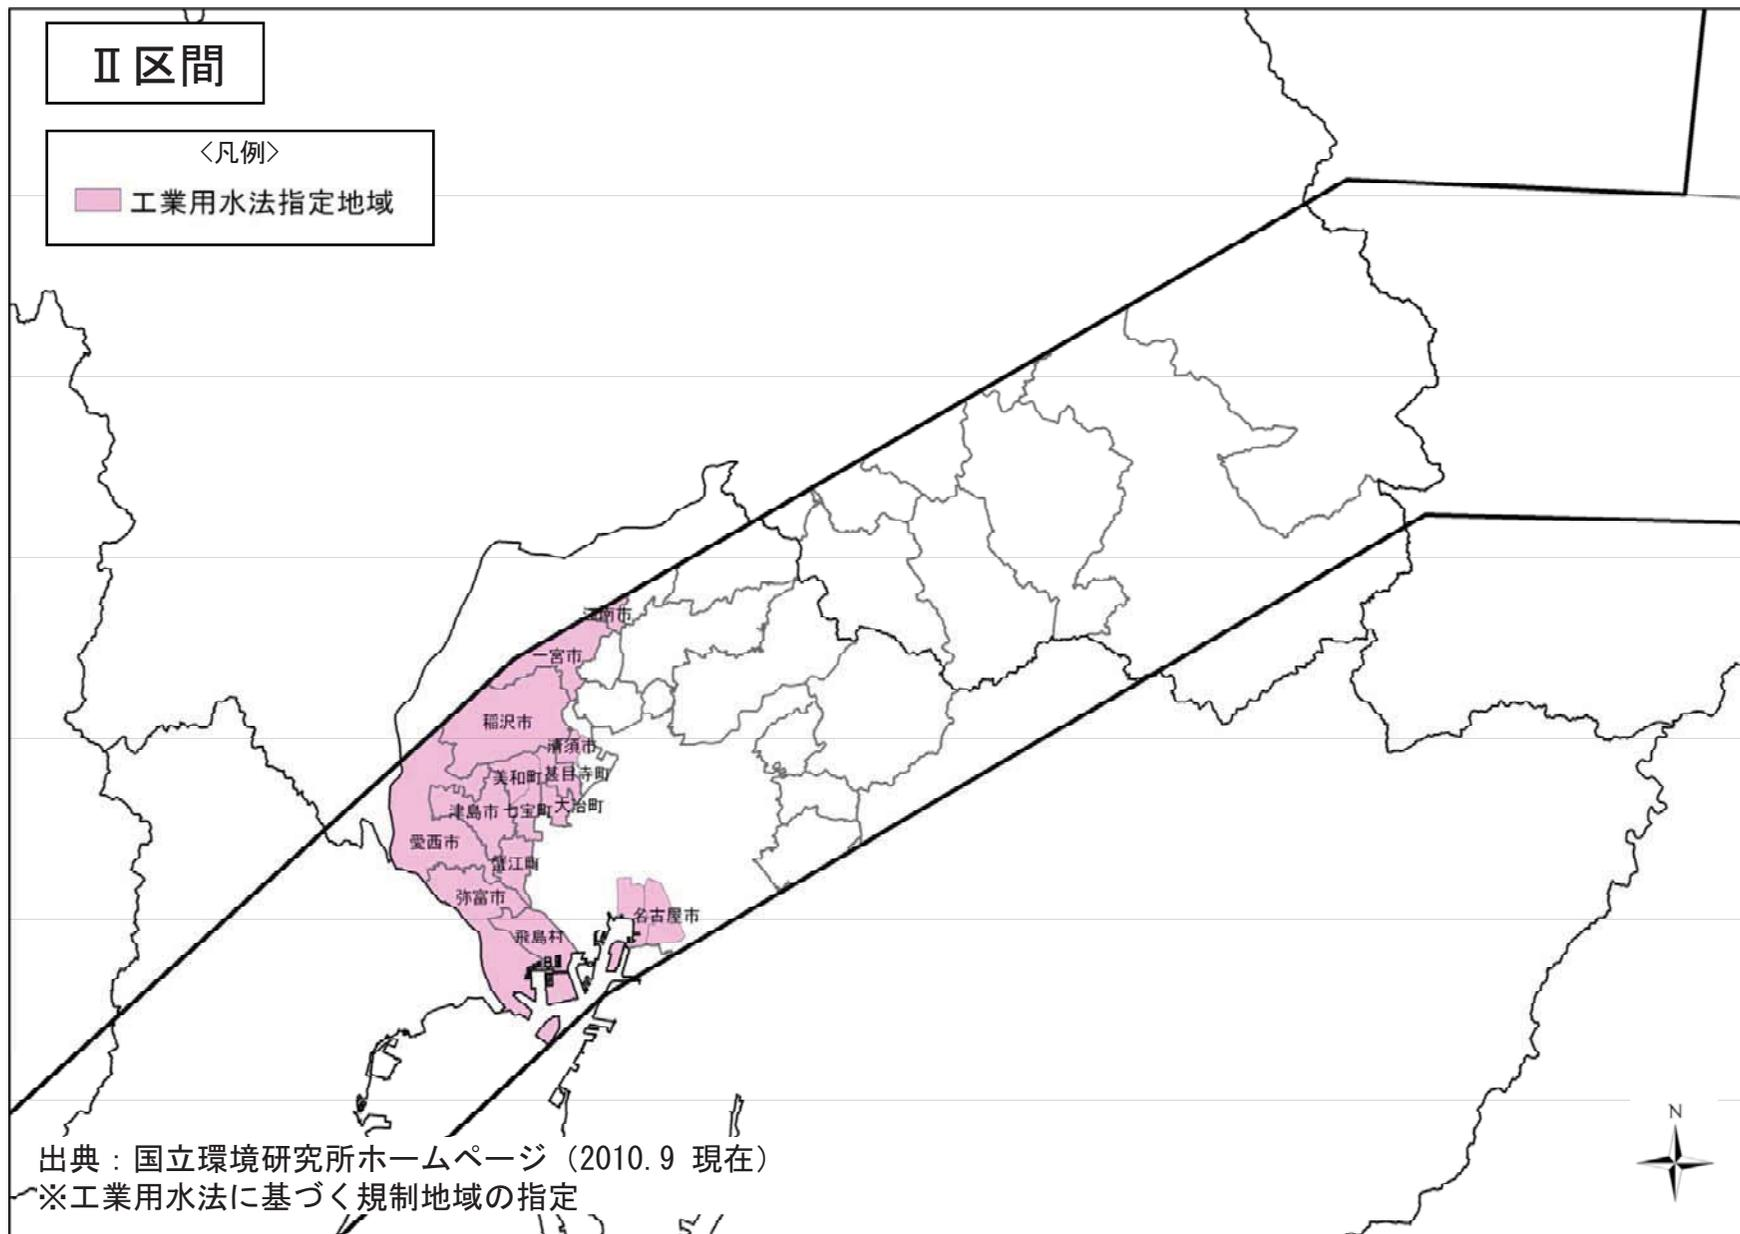 Ⅱ区間
<凡例>
工業用水法指定地域
江南市
一宮市
稲沢市
清須市
美和町
甚目寺町
津島市
七宝町
大治町
愛西市
蟹江町
弥富市
名古屋市
飛島村
N
出典：国立環境研究所ホームページ（2010.9 現在）
※工業用水法に基づく規制地域の指定